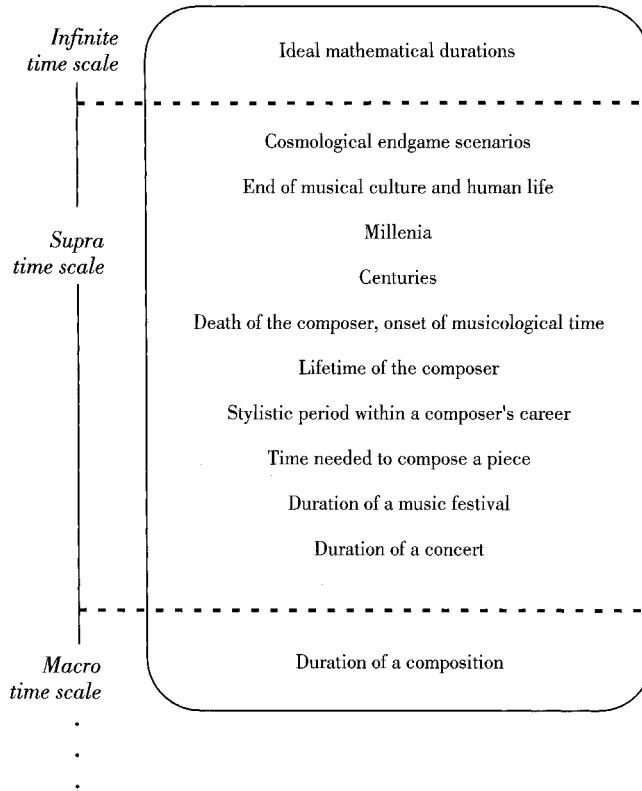 Infinite
time scale
Ideal mathematical durations
Cosmological endgame scenarios
End of musical culture and human life
Millenia
Supra
time scale
Centuries
Death of the composer, onset of musicological time
Lifetime of the composer
Stylistic period within a composer's career
Time needed to compose a piece
Duration of a music festival
Duration of a concert
Macro
time scale
Duration of a composition